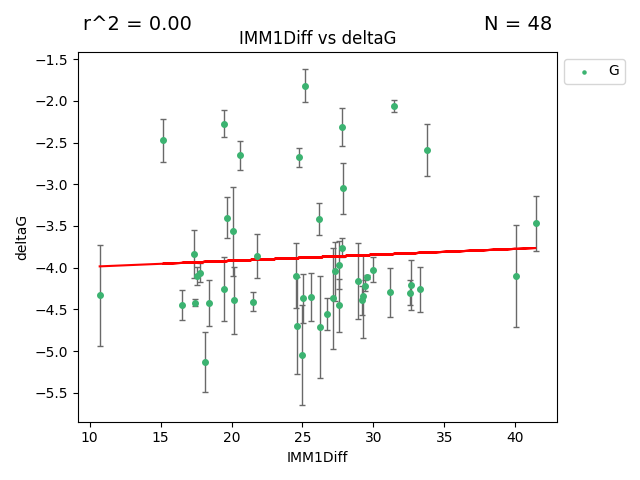 r^2 = 0.00
N = 48
IMM1Diff vs deltaG
G
−1.5
−2.0
−2.5
−3.0
−3.5
−4.0
−4.5
−5.0
−5.5
deltaG
10 15 20 25 30 35 40
IMM1Diff